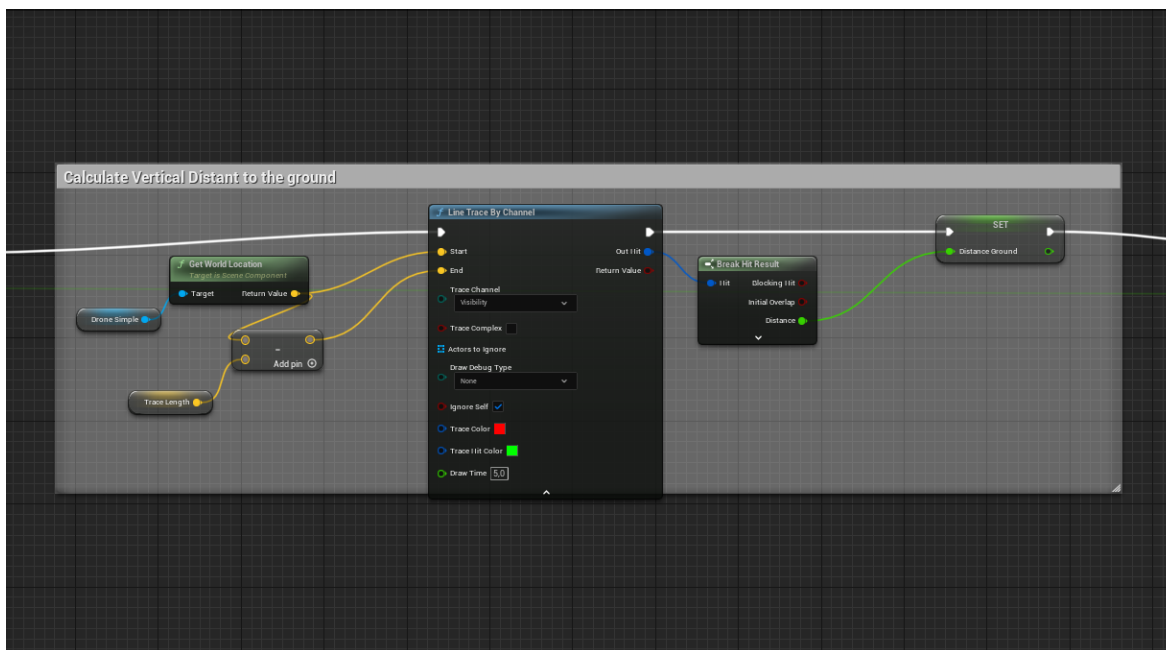 Calculate Vertical Distant to the ground
Line Trace By Channel
Start
End
Trace Channel
Visibility
Trace Complex
Actors to Ignore
Draw Debug Type
None
Ignore Self
Trace Color
Trace Hit Color
Draw Time 5,0
Out Hit
Return Value
Get World Location
Target is Scene Component
Target
Return Value
Drone Simple
-
Add pin
Trace Length
Break Hit Result
Hit
Blocking Hit
Initial Overlap
Distance
SET
Distance Ground